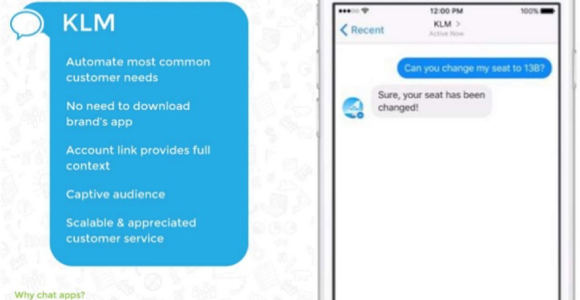 KLM
Automate most common
customer needs
No need to download
brand's app
Account link provides full
context
Captive audience
Scalable & appreciated
customer service
Why chat apps?
12:00 PM
100%
Recent
KLM >
Active Now
Can you change my seat to 13B?
Sure, your seat has been
changed!